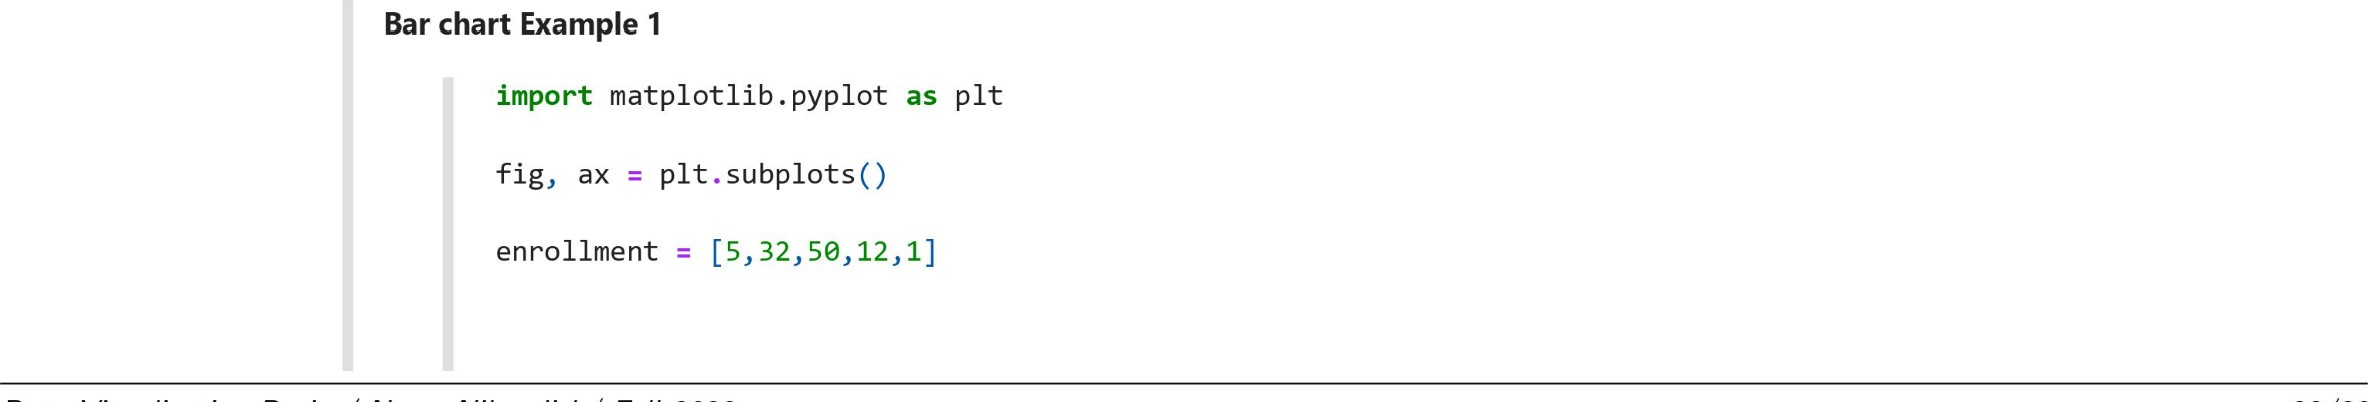 Bar chart Example 1
import matplotlib.pyplot as plt
fig, ax = plt.subplots()
enrollment = [5,32,50,12,1]